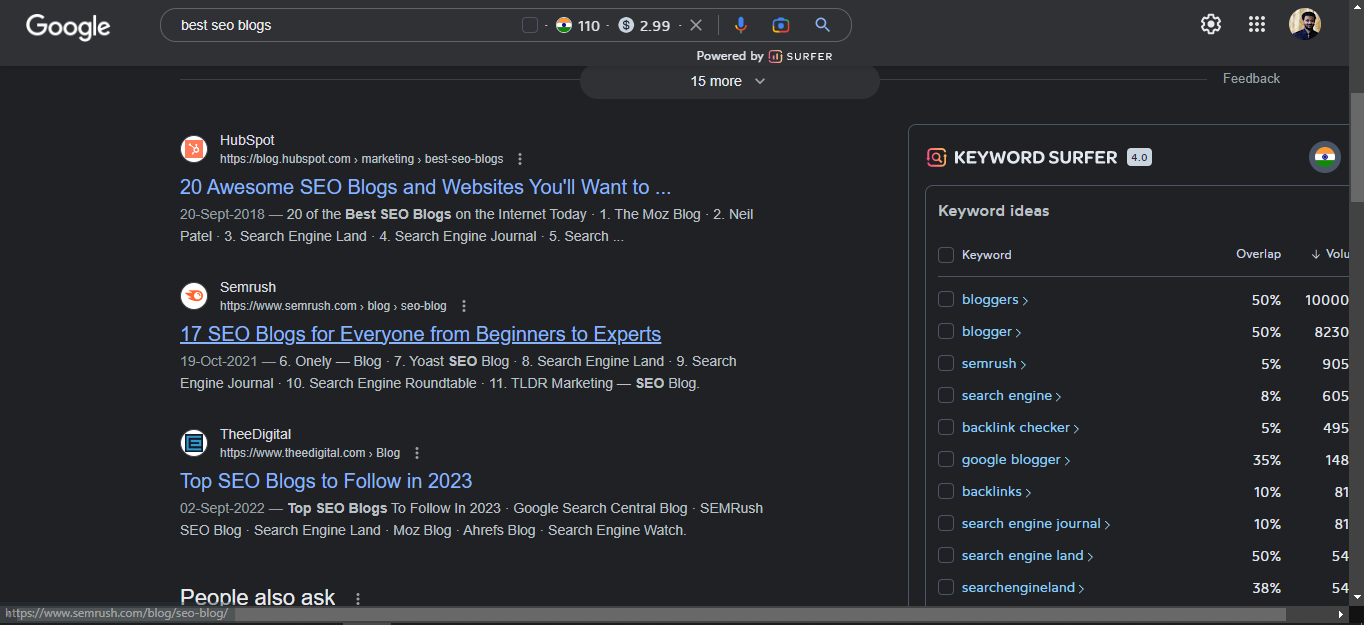 Google
best seo blogs
110 · $ 2.99 ·
Powered by SURFER
15 more
Feedback
HubSpot
https://blog.hubspot.com › marketing › best-seo-blogs
20 Awesome SEO Blogs and Websites You'll Want to ...
20-Sept-2018 — 20 of the Best SEO Blogs on the Internet Today · 1. The Moz Blog · 2. Neil
Patel · 3. Search Engine Land · 4. Search Engine Journal · 5. Search ...
Semrush
https://www.semrush.com › blog › seo-blog
17 SEO Blogs for Everyone from Beginners to Experts
19-Oct-2021 — 6. Onely — Blog · 7. Yoast SEO Blog · 8. Search Engine Land · 9. Search
Engine Journal · 10. Search Engine Roundtable · 11. TLDR Marketing — SEO Blog.
TheeDigital
https://www.theedigital.com › Blog
Top SEO Blogs to Follow in 2023
02-Sept-2022 — Top SEO Blogs To Follow In 2023 · Google Search Central Blog · SEMRush
SEO Blog · Search Engine Land · Moz Blog · Ahrefs Blog · Search Engine Watch.
People also ask
https://www.semrush.com/blog/seo-blog/
KEYWORD SURFER 4.0
Keyword ideas
Keyword Overlap ↓ Volu
bloggers › 50% 10000
blogger › 50% 8230
semrush › 5% 905
search engine › 8% 605
backlink checker › 5% 495
google blogger › 35% 148
backlinks › 10% 81
search engine journal › 10% 81
search engine land › 50% 54
searchengineland › 38% 54